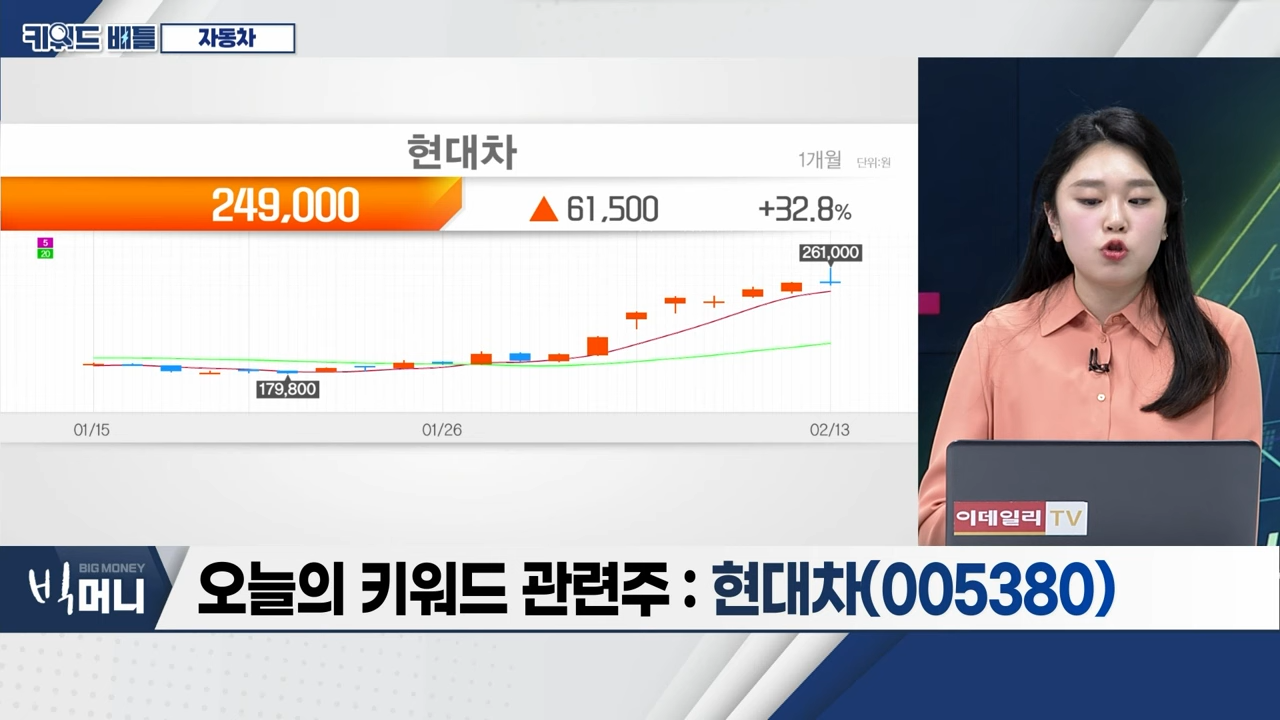 키워드 배틀 자동차
현대차
1개월 단위:원
249,000 ▲ 61,500 +32.8%
5
20
261,000
179,800
01/15 01/26 02/13
이데일리TV
BIG MONEY
빅머니
오늘의 키워드 관련주 : 현대차(005380)